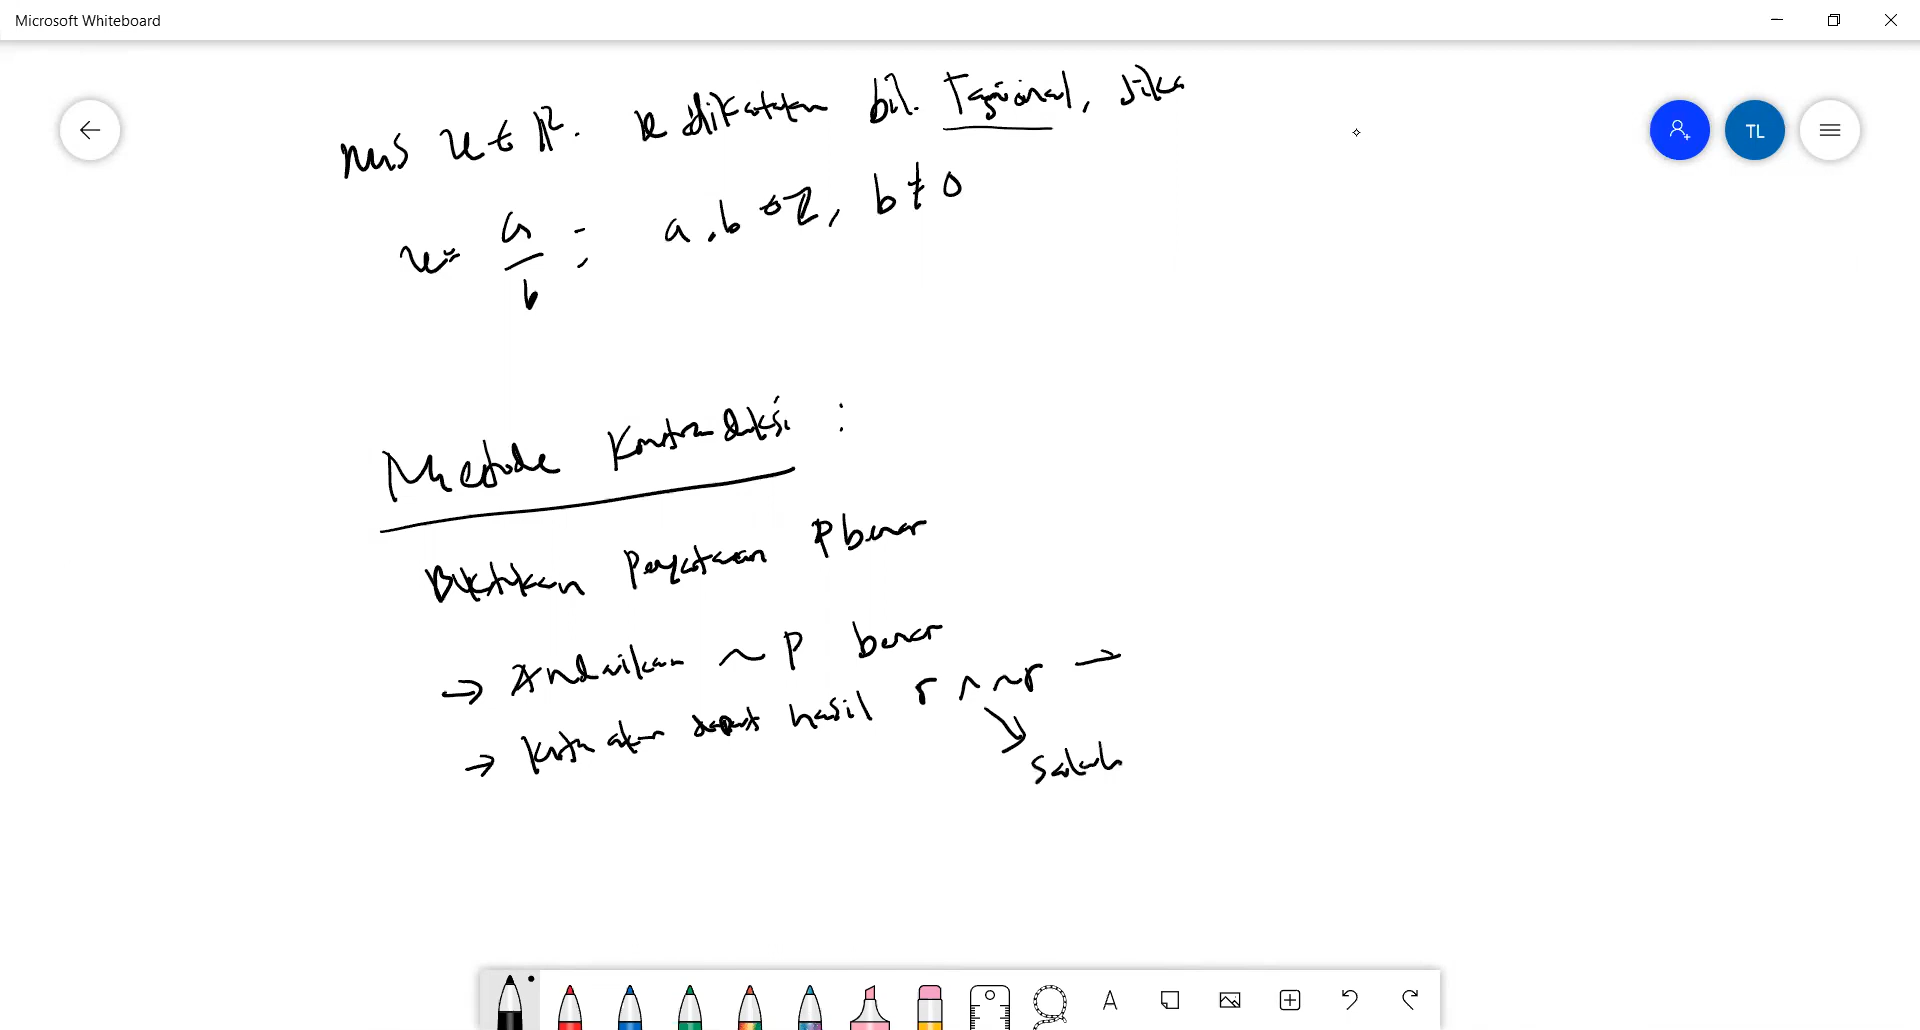 Microsoft Whiteboard
TL
mis x ∈ ℝ. x dikatakan bil. rasional, jika
x = a/b ; a, b ∈ Z, b ≠ 0
Metode Kontradiksi :
Buktikan Pernyataan P benar
→ Andaikan ~ P benar
→ Kita akan dapat hasil r ∧ ~r →
Salah
A